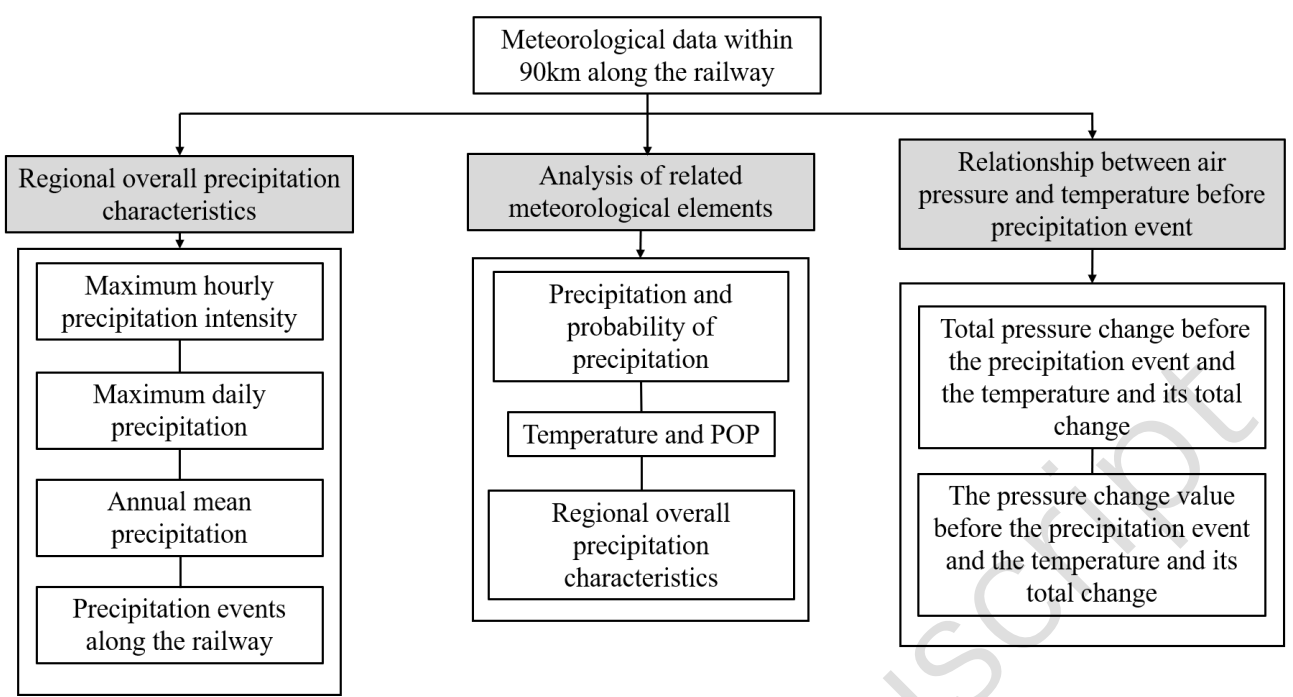 Meteorological data within
90km along the railway
Regional overall precipitation
characteristics
Maximum hourly
precipitation intensity
Maximum daily
precipitation
Annual mean
precipitation
Precipitation events
along the railway
Analysis of related
meteorological elements
Precipitation and
probability of
precipitation
Temperature and POP
Regional overall
precipitation
characteristics
Relationship between air
pressure and temperature before
precipitation event
Total pressure change before
the precipitation event and
the temperature and its total
change
The pressure change value
before the precipitation event
and the temperature and its
total change
uscript